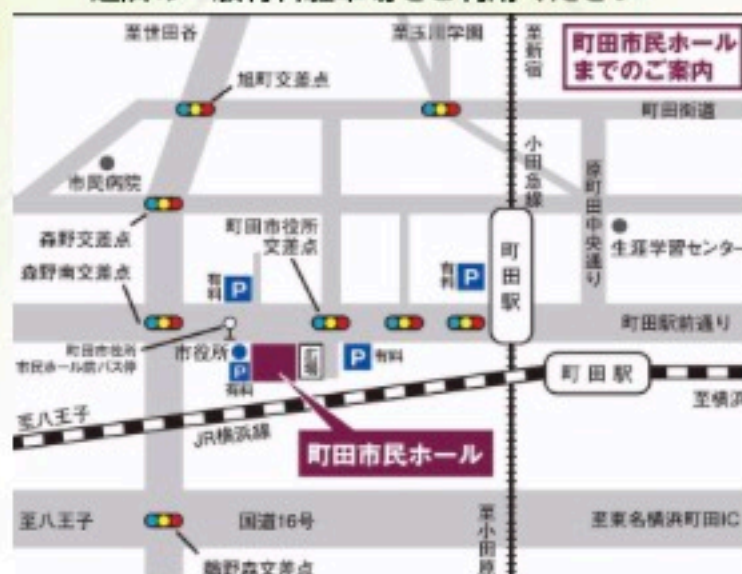 至世田谷
至玉川学園
至新宿
町田市民ホール
までのご案内
旭町交差点
町田街道
小田急線
市民病院
原町田中央通り
森野交差点
町田市役所
交差点
生涯学習センター
森野南交差点
有料 P
有料 P
町田駅
町田駅前通り
町田市役所
市民ホール前バス停
市役所
P
有料
広場
P 有料
町田駅
至八王子
JR横浜線
至横浜
町田市民ホール
至八王子
国道16号
至小田原
至東名横浜町田IC
鵜野森交差点